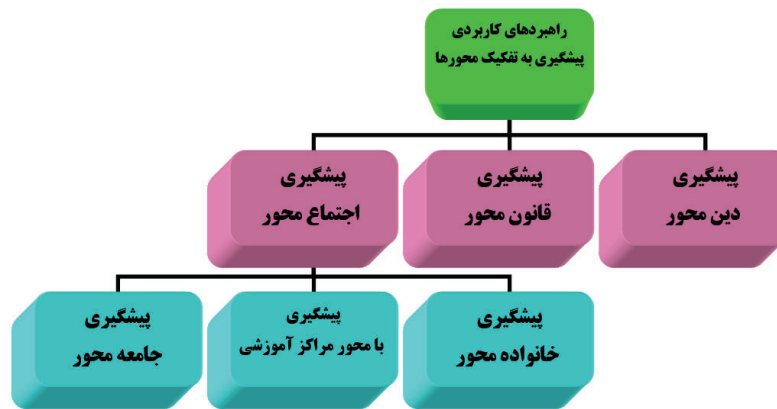 راهبردهای کاربردی
پیشگیری به تفکیک محورها
پیشگیری
دین محور
پیشگیری
قانون محور
پیشگیری
اجتماع محور
پیشگیری
خانواده محور
پیشگیری
با محور مراکز آموزشی
پیشگیری
جامعه محور